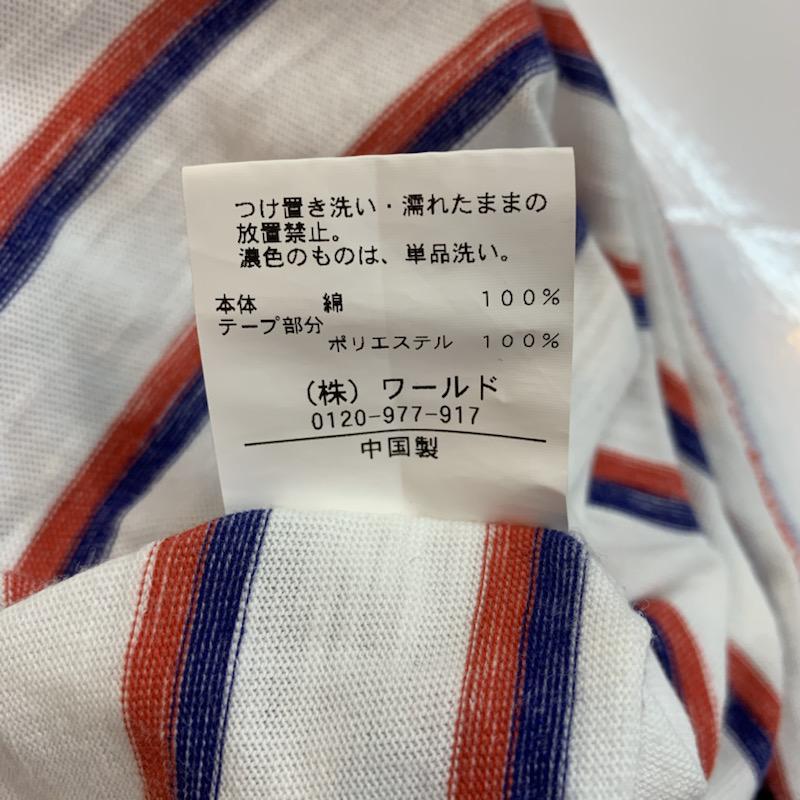 つけ置き洗い・濡れたままの
放置禁止。
濃色のものは、単品洗い。
本体 綿 100%
テープ部分
ポリエステル 100%
(株) ワールド
0120-977-917
中国製